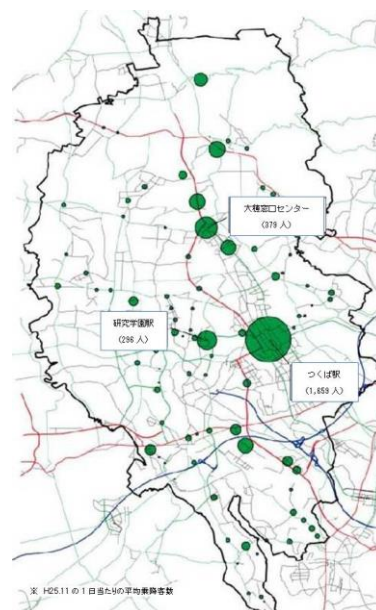 大穂窓口センター
(379 人)
研究学園駅
(296 人)
つくば駅
(1,659 人)
※ H25.11 の 1 日当たりの平均乗降客数